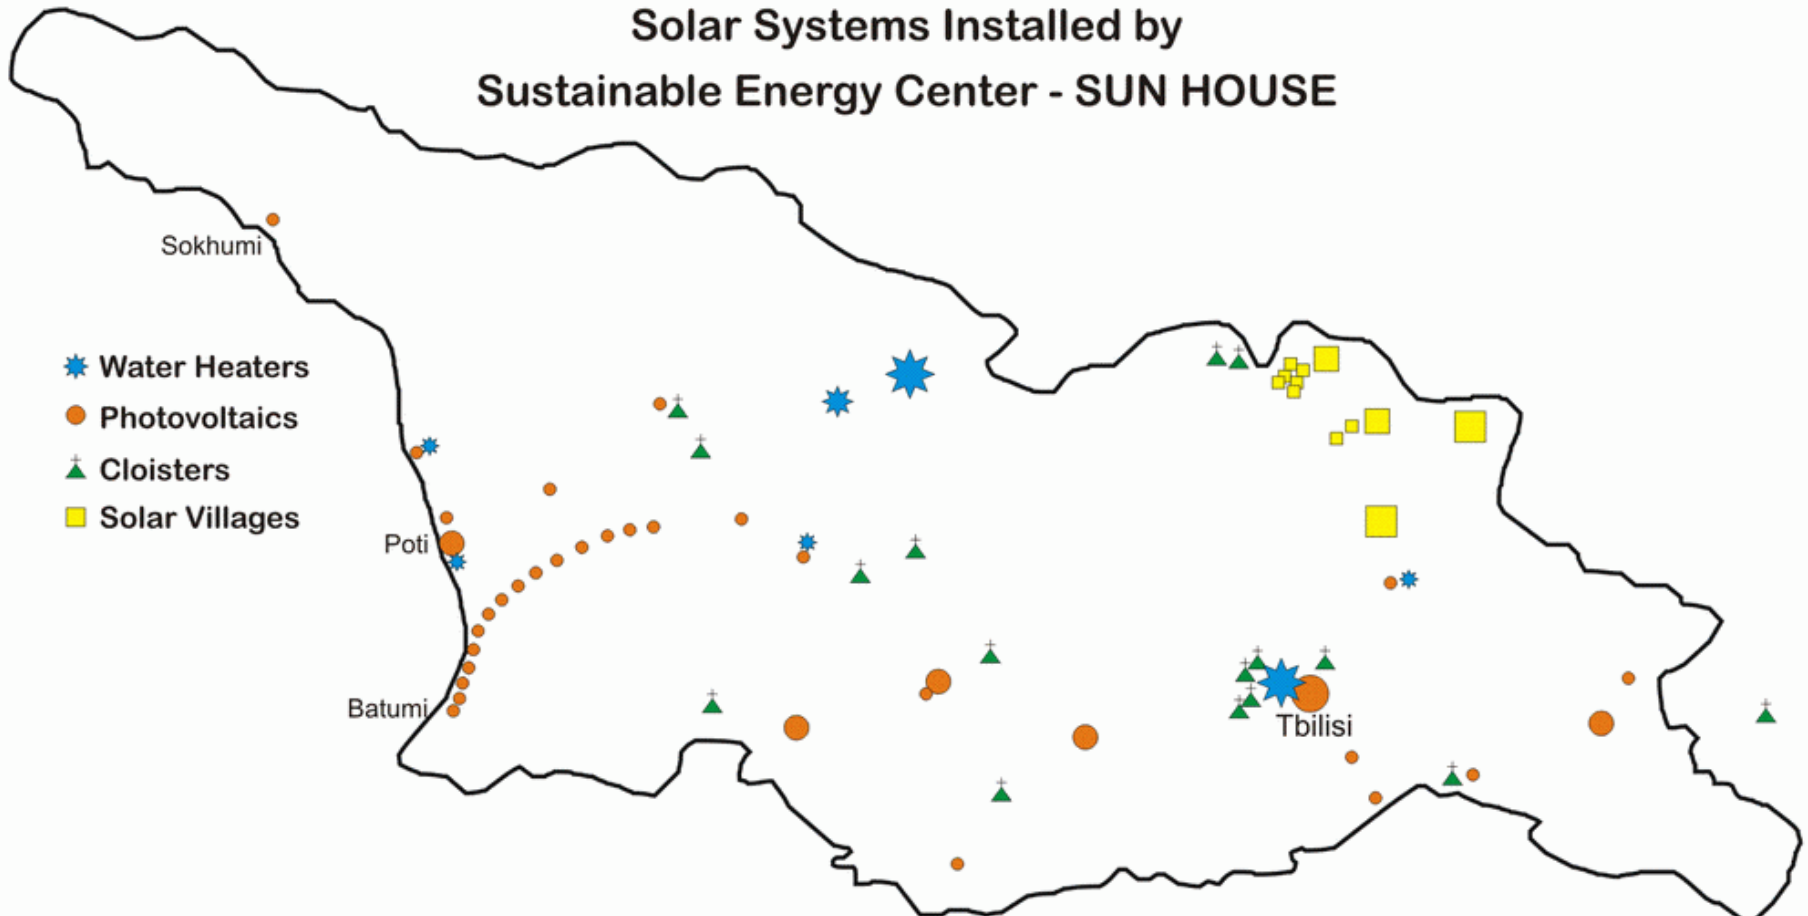 Solar Systems Installed by
Sustainable Energy Center - SUN HOUSE
Sokhumi
Water Heaters
Photovoltaics
Cloisters
Solar Villages
Poti
Batumi
Tbilisi